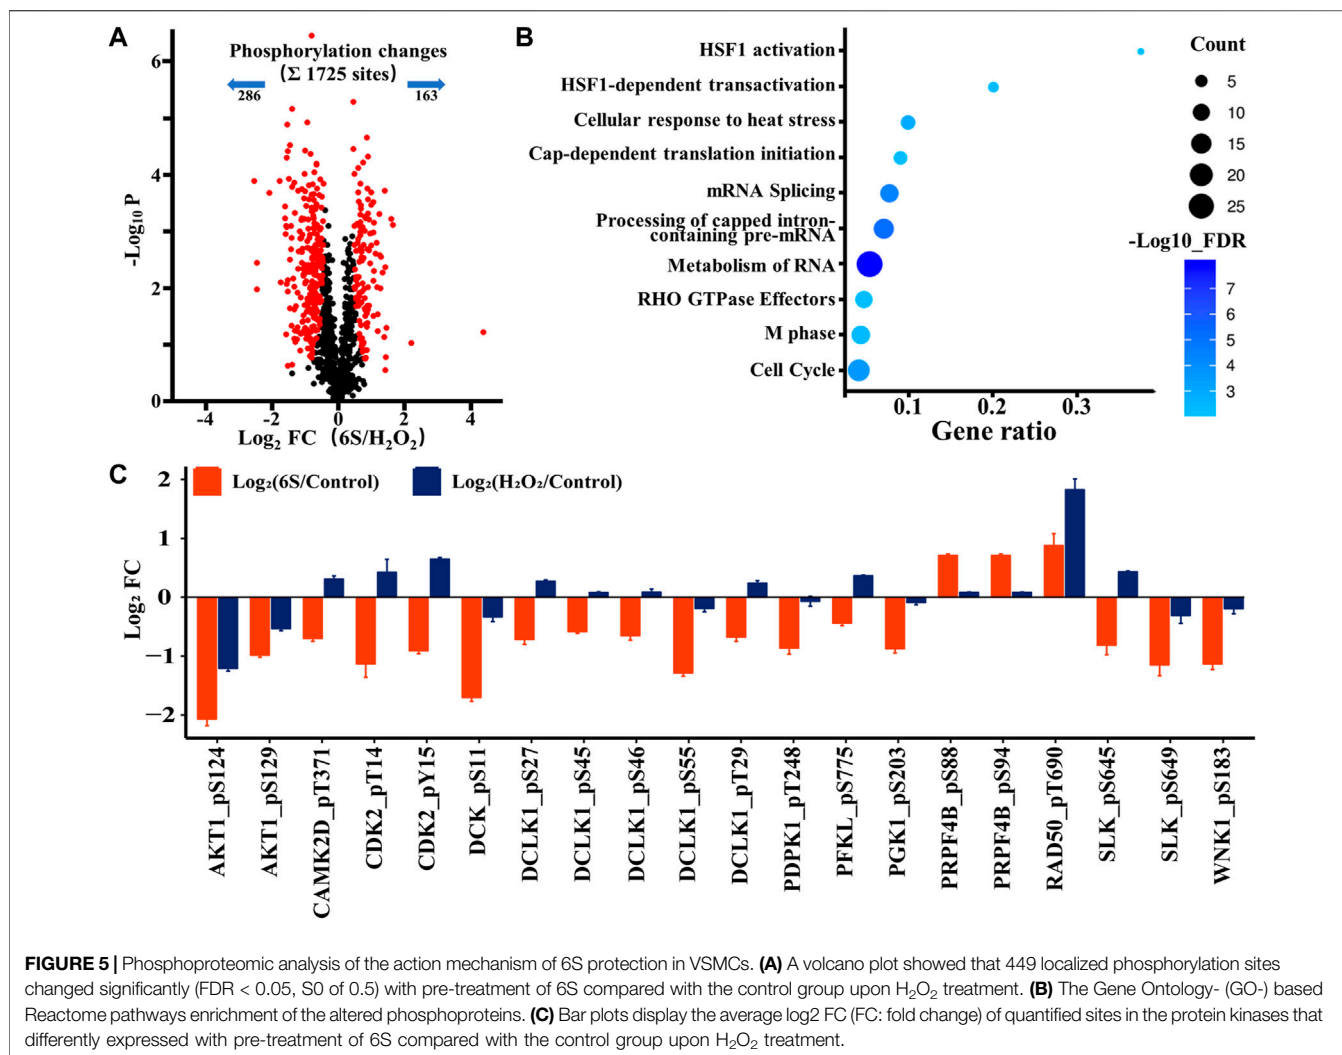 A
Phosphorylation changes
(Σ 1725 sites)
286
163
6
4
2
0
-Log₁₀ P
-4
-2
0
2
4
Log₂ FC (6S/H₂O₂)
B
HSF1 activation
HSF1-dependent transactivation
Cellular response to heat stress
Cap-dependent translation initiation
mRNA Splicing
Processing of capped intron-
containing pre-mRNA
Metabolism of RNA
RHO GTPase Effectors
M phase
Cell Cycle
0.1
0.2
0.3
Gene ratio
Count
5
10
15
20
25
-Log10_FDR
7
6
5
4
3
C
Log₂(6S/Control)
Log₂(H₂O₂/Control)
2
1
0
−1
−2
Log₂ FC
AKT1_pS124
AKT1_pS129
CAMK2D_pT371
CDK2_pT14
CDK2_pY15
DCK_pS11
DCLK1_pS27
DCLK1_pS45
DCLK1_pS46
DCLK1_pS55
DCLK1_pT29
PDPK1_pT248
PFKL_pS775
PGK1_pS203
PRPF4B_pS88
PRPF4B_pS94
RAD50_pT690
SLK_pS645
SLK_pS649
WNK1_pS183
FIGURE 5 | Phosphoproteomic analysis of the action mechanism of 6S protection in VSMCs. (A) A volcano plot showed that 449 localized phosphorylation sites
changed significantly (FDR < 0.05, S0 of 0.5) with pre-treatment of 6S compared with the control group upon H₂O₂ treatment. (B) The Gene Ontology- (GO-) based
Reactome pathways enrichment of the altered phosphoproteins. (C) Bar plots display the average log2 FC (FC: fold change) of quantified sites in the protein kinases that
differently expressed with pre-treatment of 6S compared with the control group upon H₂O₂ treatment.